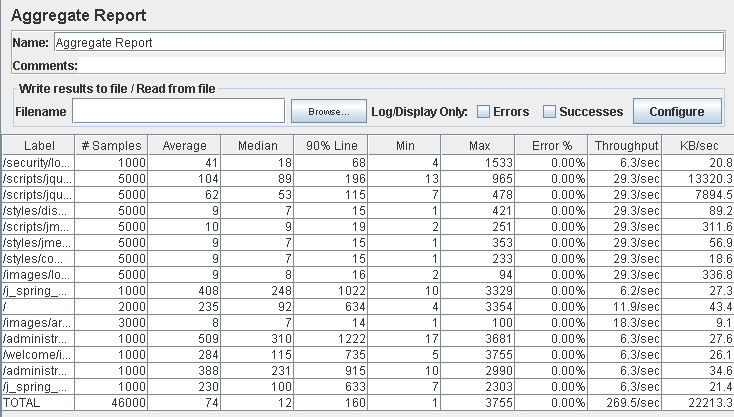 Aggregate Report
Name: Aggregate Report
Comments:
Write results to file / Read from file
Filename Browse... Log/Display Only: Errors Successes Configure
Label # Samples Average Median 90% Line Min Max Error % Throughput KB/sec
/security/lo... 1000 41 18 68 4 1533 0.00% 6.3/sec 20.8
/scripts/jqu... 5000 104 89 196 13 965 0.00% 29.3/sec 13320.3
/scripts/jqu... 5000 62 53 115 7 478 0.00% 29.3/sec 7894.5
/styles/dis... 5000 9 7 15 1 421 0.00% 29.3/sec 89.2
/scripts/jm... 5000 10 9 19 2 251 0.00% 29.3/sec 311.6
/styles/jme... 5000 9 7 15 1 353 0.00% 29.3/sec 56.9
/styles/co... 5000 9 7 15 1 233 0.00% 29.3/sec 18.6
/images/lo... 5000 9 8 16 2 94 0.00% 29.3/sec 336.8
/j_spring_... 1000 408 248 1022 10 3329 0.00% 6.2/sec 27.3
/ 2000 235 92 634 4 3354 0.00% 11.9/sec 43.4
/images/ar... 3000 8 7 14 1 100 0.00% 18.3/sec 9.1
/administr... 1000 509 310 1222 17 3681 0.00% 6.3/sec 27.6
/welcome/i... 1000 284 115 735 5 3755 0.00% 6.3/sec 26.1
/administr... 1000 388 231 915 10 2990 0.00% 6.3/sec 34.6
/j_spring_... 1000 230 100 633 7 2303 0.00% 6.3/sec 21.4
TOTAL 46000 74 12 160 1 3755 0.00% 269.5/sec 22213.3